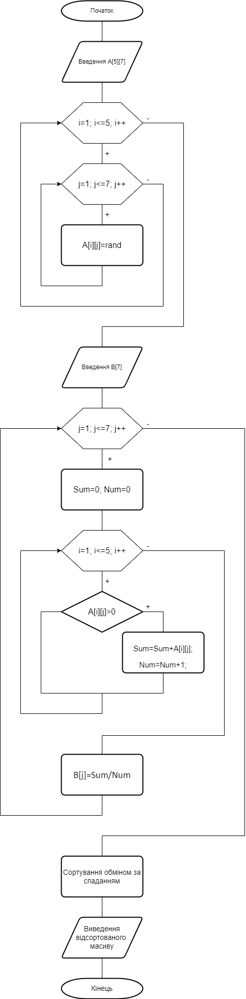 Початок
Введення A[5][7]
i=1; i<=5; i++
-
+
j=1; j<=7; j++
-
+
A[i][j]=rand
Введення B[7]
j=1; j<=7; j++
-
+
Sum=0; Num=0
i=1; i<=5; i++
-
+
A[i][j]>0
+
Sum=Sum+A[i][j];
Num=Num+1;
B[j]=Sum/Num
Сортування обміном за
спаданням
Виведення
відсортованого
масиву
Кінець